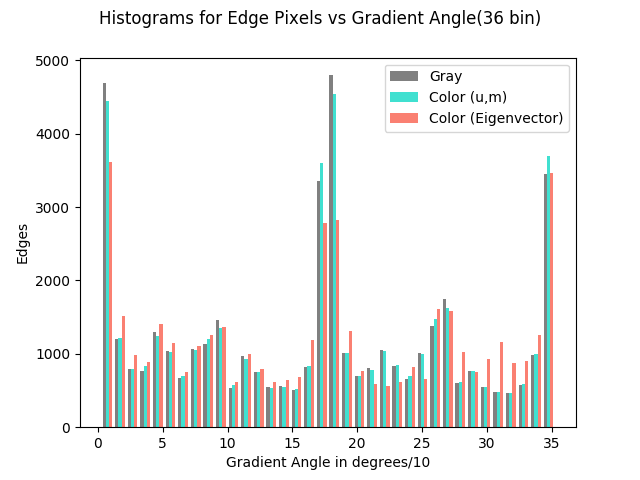 Histograms for Edge Pixels vs Gradient Angle(36 bin)
Gray
Color (u,m)
Color (Eigenvector)
5000
4000
3000
2000
1000
0
Edges
0 5 10 15 20 25 30 35
Gradient Angle in degrees/10